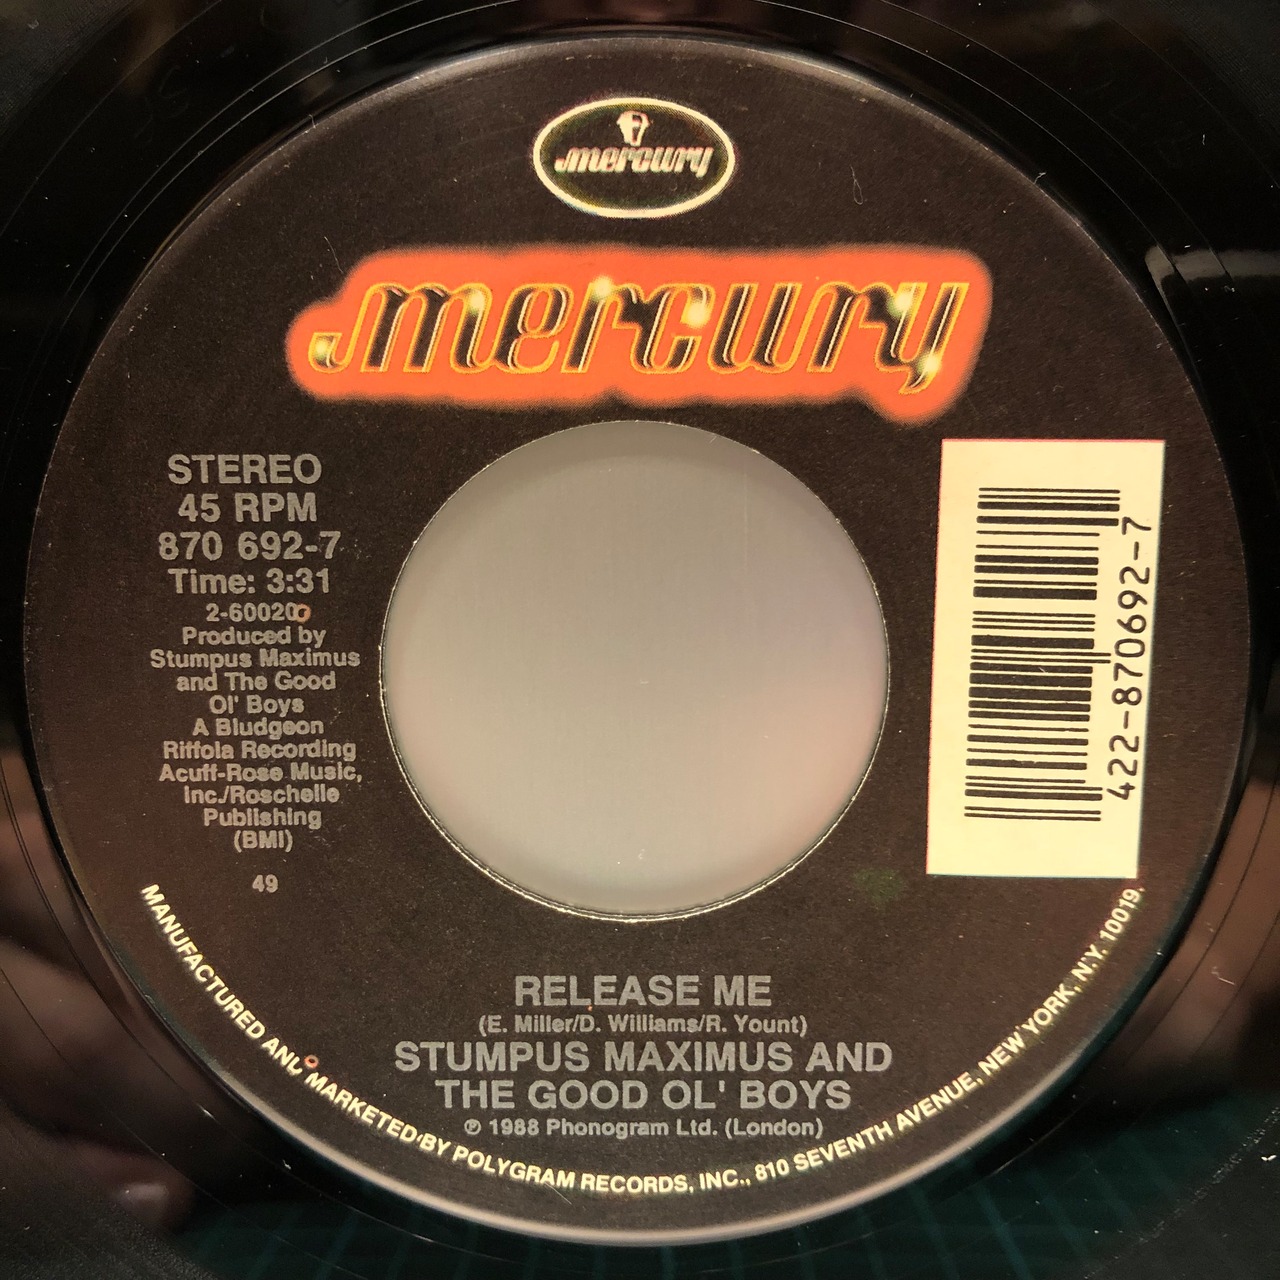 mercury
mercury
STEREO
45 RPM
870 692-7
Time: 3:31
2-60020
Produced by
Stumpus Maximus
and The Good
Ol' Boys
A Bludgeon
Riffola Recording
Acuff-Rose Music,
Inc./Roschelle
Publishing
(BMI)
49
422-870692-7
RELEASE ME
(E. Miller/D. Williams/R. Yount)
STUMPUS MAXIMUS AND
THE GOOD OL' BOYS
℗ 1988 Phonogram Ltd. (London)
MANUFACTURED AND MARKETED BY POLYGRAM RECORDS, INC., 810 SEVENTH AVENUE, NEW YORK, N.Y. 10019.